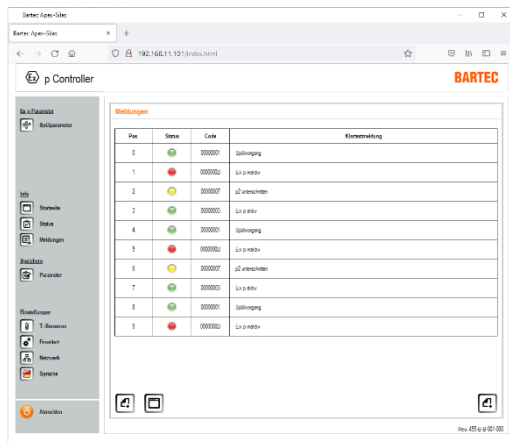 Bartec Apex-Silas
Bartec Apex-Silas
192.168.11.101/index.html
Ex p Controller
BARTEC
Ex p Parameter
Spülparameter
Info
Startseite
Status
Meldungen
Speichern
Parameter
Einstellungen
T.-Sensoren
Erweitert
Netzwerk
Sprache
Abmelden
Meldungen
Pos Status Code Klartextmeldung
0 00000001 Spülvorgang
1 Ex p inaktiv
2 00000007 p2 unterschritten
3 00000003 Ex p aktiv
4 00000001 Spülvorgang
5 Ex p inaktiv
6 00000007 p2 unterschritten
7 00000003 Ex p aktiv
8 00000001 Spülvorgang
9 Ex p inaktiv